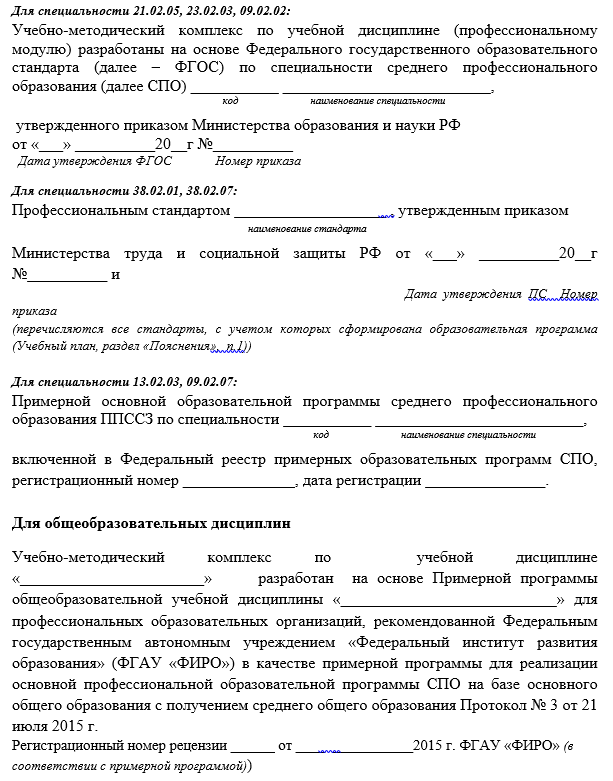 Для специальности 21.02.05, 23.02.03, 09.02.02:
Учебно-методический комплекс по учебной дисциплине (профессиональному
модулю) разработаны на основе Федерального государственного образовательного
стандарта (далее – ФГОС) по специальности среднего профессионального
образования (далее СПО) ___________ __________________________,
код наименование специальности
утвержденного приказом Министерства образования и науки РФ
от «___» __________20__г №__________
Дата утверждения ФГОС Номер приказа
Для специальности 38.02.01, 38.02.07:
Профессиональным стандартом ____________________, утвержденным приказом
наименование стандарта
Министерства труда и социальной защиты РФ от «___» __________20__г
№__________ и
Дата утверждения ПС Номер
приказа
(перечисляются все стандарты, с учетом которых сформирована образовательная программа
(Учебный план, раздел «Пояснения», п.1))
Для специальности 13.02.03, 09.02.07:
Примерной основной образовательной программы среднего профессионального
образования ППССЗ по специальности ___________ __________________________,
код наименование специальности
включенной в Федеральный реестр примерных образовательных программ СПО,
регистрационный номер ______________, дата регистрации _______________.
Для общеобразовательных дисциплин
Учебно-методический комплекс по учебной дисциплине
«_______________________» разработан на основе Примерной программы
общеобразовательной учебной дисциплины «___________________________» для
профессиональных образовательных организаций, рекомендованной Федеральным
государственным автономным учреждением «Федеральный институт развития
образования» (ФГАУ «ФИРО») в качестве примерной программы для реализации
основной профессиональной образовательной программы СПО на базе основного
общего образования с получением среднего общего образования Протокол № 3 от 21
июля 2015 г.
Регистрационный номер рецензии ______ от _______________2015 г. ФГАУ «ФИРО» (в
соответствии с примерной программой))